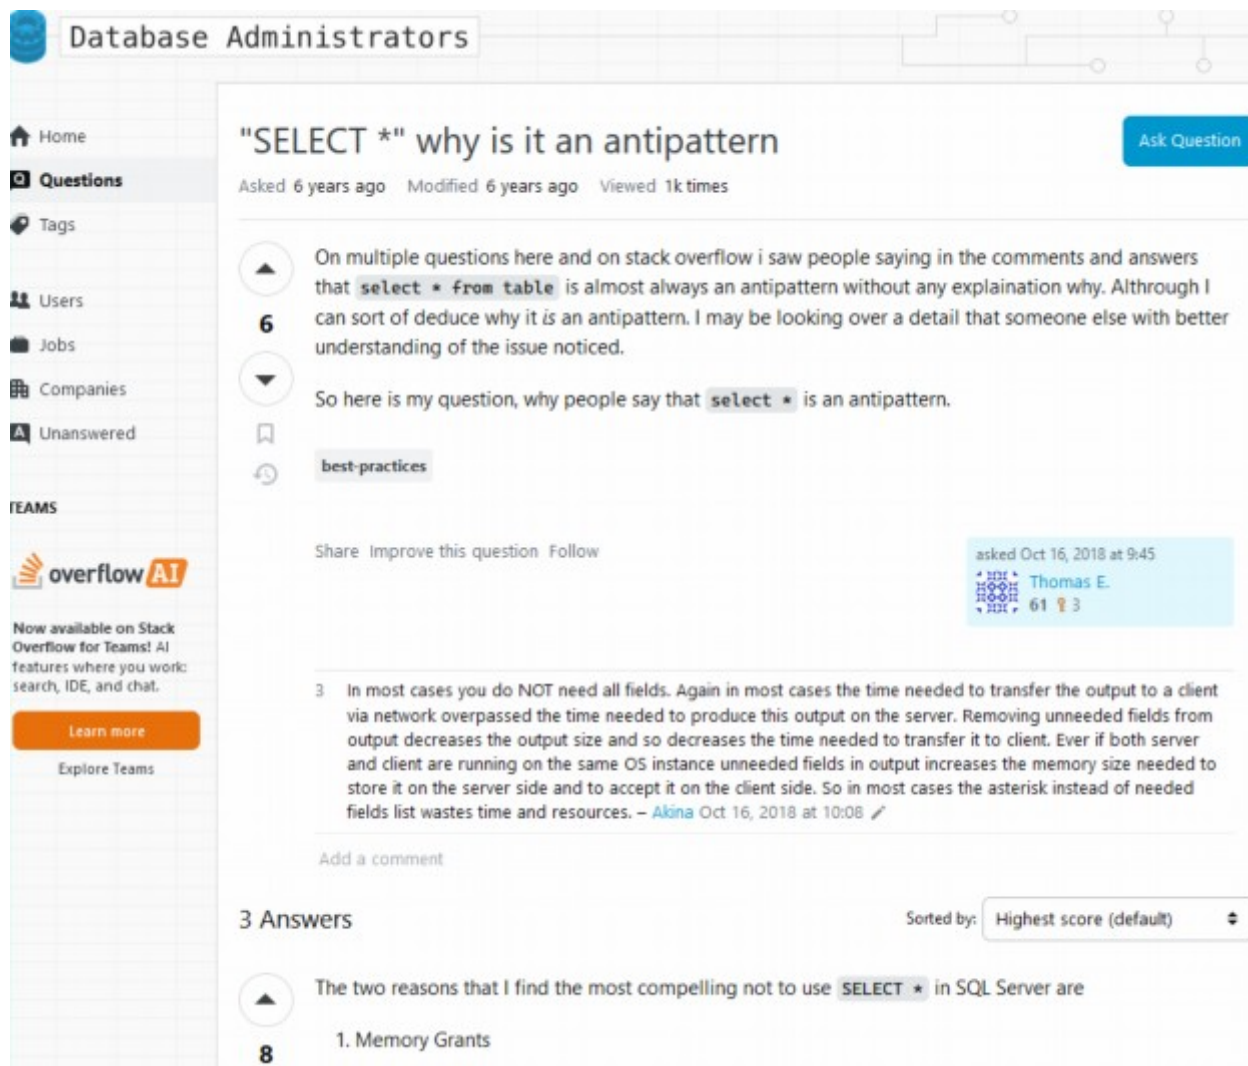 Database Administrators
Home
Questions
Tags
Users
Jobs
Companies
Unanswered
TEAMS
overflow AI
Now available on Stack
Overflow for Teams! AI
features where you work:
search, IDE, and chat.
Learn more
Explore Teams
"SELECT *" why is it an antipattern
Ask Question
Asked 6 years ago Modified 6 years ago Viewed 1k times
On multiple questions here and on stack overflow i saw people saying in the comments and answers
that select * from table is almost always an antipattern without any explaination why. Althrough I
can sort of deduce why it is an antipattern. I may be looking over a detail that someone else with better
understanding of the issue noticed.
6
So here is my question, why people say that select * is an antipattern.
best-practices
Share Improve this question Follow
asked Oct 16, 2018 at 9:45
Thomas E.
61 3
3 In most cases you do NOT need all fields. Again in most cases the time needed to transfer the output to a client
via network overpassed the time needed to produce this output on the server. Removing unneeded fields from
output decreases the output size and so decreases the time needed to transfer it to client. Ever if both server
and client are running on the same OS instance unneeded fields in output increases the memory size needed to
store it on the server side and to accept it on the client side. So in most cases the asterisk instead of needed
fields list wastes time and resources. – Akina Oct 16, 2018 at 10:08
Add a comment
3 Answers
Sorted by: Highest score (default)
The two reasons that I find the most compelling not to use SELECT * in SQL Server are
1. Memory Grants
8